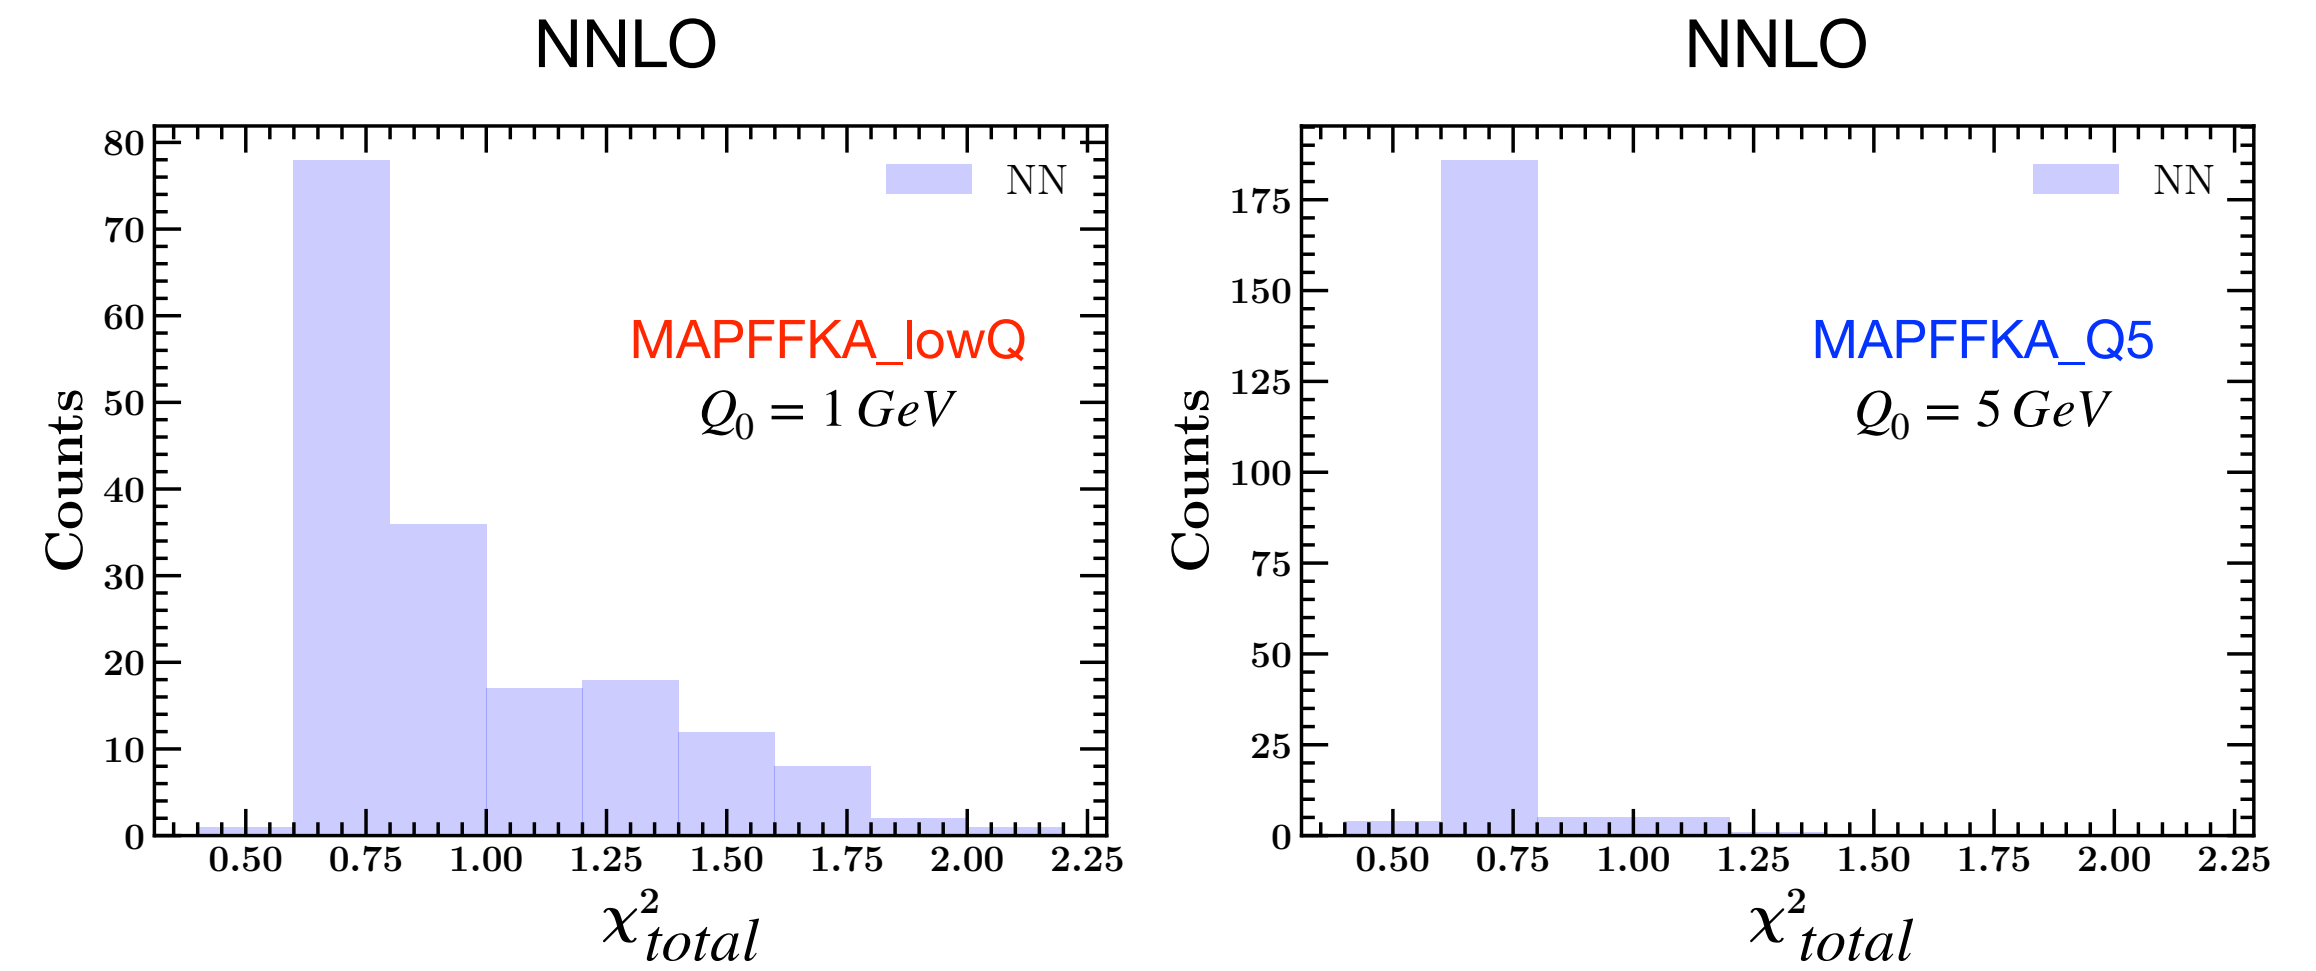 NNLO
80
70
60
50
40
30
20
10
0
Counts
NN
MAPFFKA_lowQ
Q₀ = 1 GeV
0.50 0.75 1.00 1.25 1.50 1.75 2.00 2.25
χ²total
NNLO
175
150
125
100
75
50
25
0
Counts
NN
MAPFFKA_Q5
Q₀ = 5 GeV
0.50 0.75 1.00 1.25 1.50 1.75 2.00 2.25
χ²total